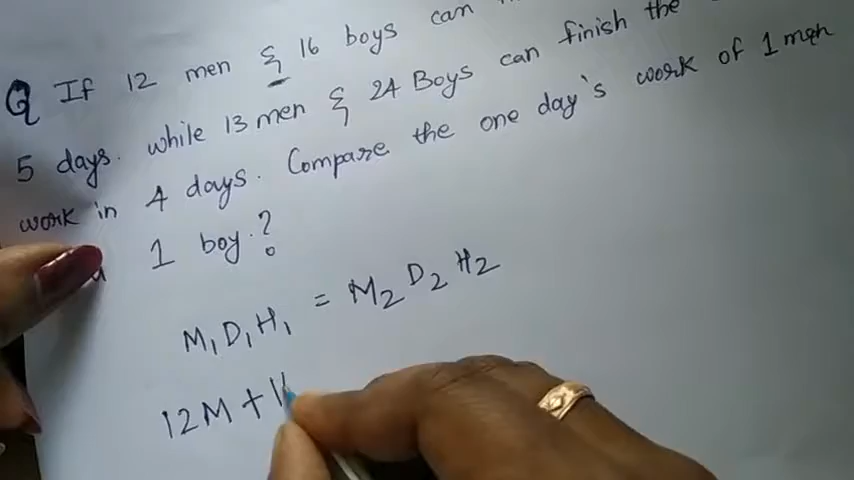 Q If 12 men & 16 boys can
5 days. while 13 men & 24 Boys can finish the
work in 4 days. Compare the one day's work of 1 man
1 boy.?
M₁D₁H₁ = M₂D₂H₂
12M + 1